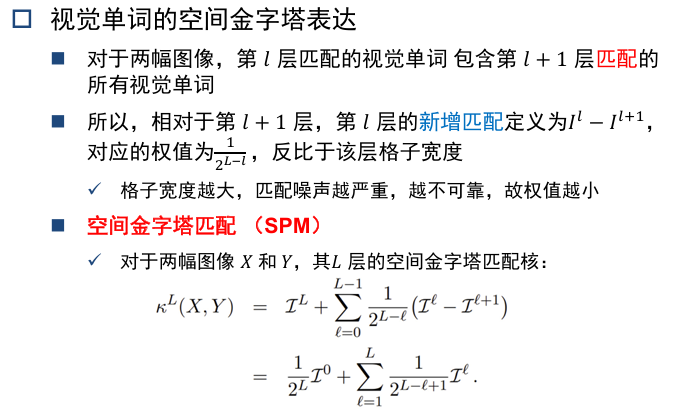 视觉单词的空间金字塔表达
对于两幅图像，第 l 层匹配的视觉单词 包含第 l + 1 层匹配的
所有视觉单词
所以，相对于第 l + 1 层，第 l 层的新增匹配定义为I^l − I^{l+1}，
对应的权值为\frac{1}{2^{L−l}}，反比于该层格子宽度
✓ 格子宽度越大，匹配噪声越严重，越不可靠，故权值越小
空间金字塔匹配 （SPM）
✓ 对于两幅图像 X 和 Y，其L 层的空间金字塔匹配核：
κ^L(X, Y) = \mathcal{I}^L + \sum_{\ell=0}^{L−1} \frac{1}{2^{L−\ell}} (\mathcal{I}^\ell − \mathcal{I}^{\ell+1})
= \frac{1}{2^L} \mathcal{I}^0 + \sum_{\ell=1}^{L} \frac{1}{2^{L−\ell+1}} \mathcal{I}^\ell .